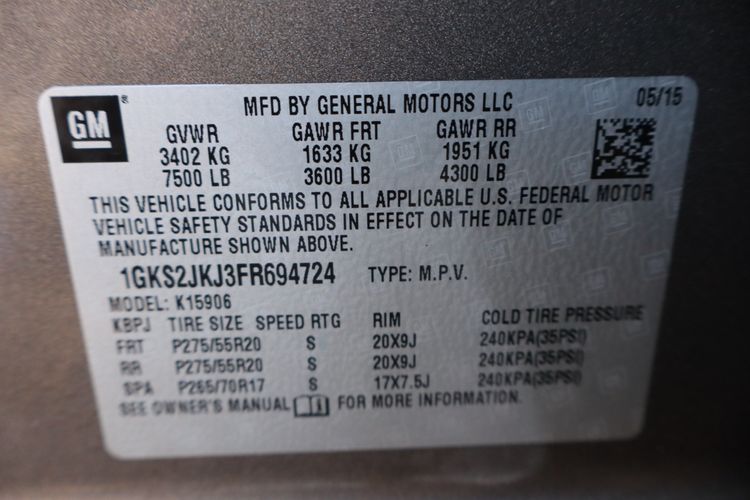 GM ®
MFD BY GENERAL MOTORS LLC 05/15
GVWR GAWR FRT GAWR RR
3402 KG 1633 KG 1951 KG
7500 LB 3600 LB 4300 LB
THIS VEHICLE CONFORMS TO ALL APPLICABLE U.S. FEDERAL MOTOR
VEHICLE SAFETY STANDARDS IN EFFECT ON THE DATE OF
MANUFACTURE SHOWN ABOVE.
1GKS2JKJ3FR694724 TYPE: M.P.V.
MODEL: K15906
KBPJ TIRE SIZE SPEED RTG RIM COLD TIRE PRESSURE
FRT P275/55R20 S 20X9J 240KPA(35PSI)
RR P275/55R20 S 20X9J 240KPA(35PSI)
SPA P265/70R17 S 17X7.5J 240KPA(35PSI)
SEE OWNER'S MANUAL FOR MORE INFORMATION.